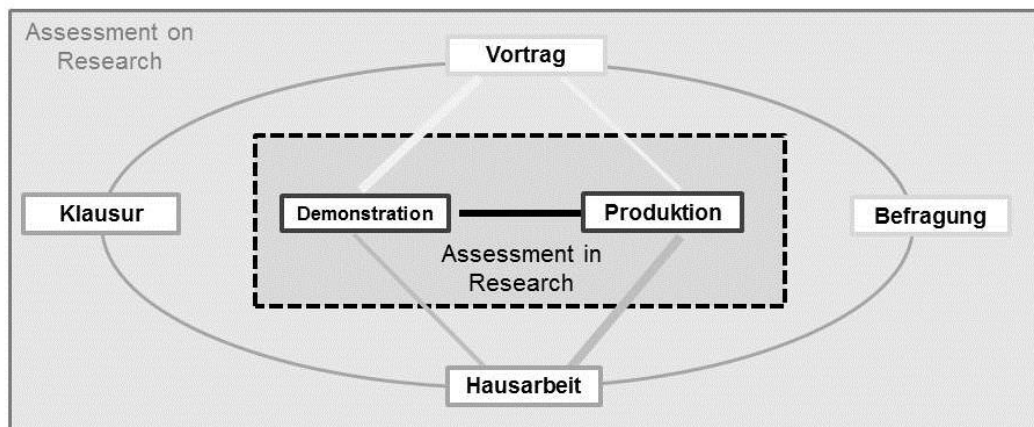 Assessment on
Research
Vortrag
Klausur
Demonstration
Produktion
Befragung
Assessment in
Research
Hausarbeit